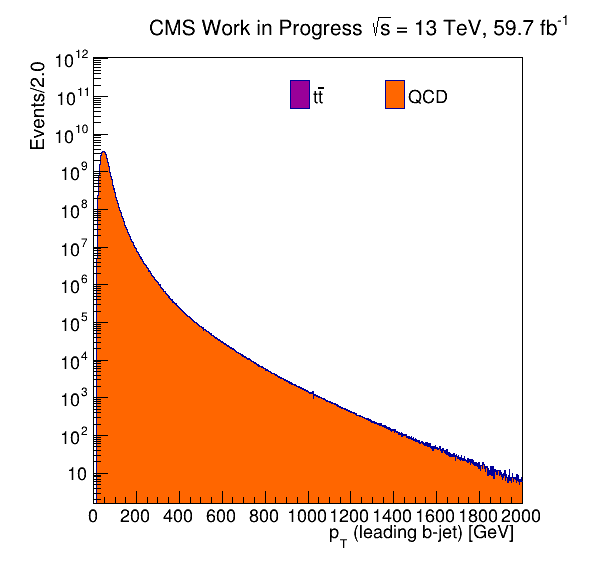 CMS Work in Progress √s = 13 TeV, 59.7 fb⁻¹
Events/2.0
10¹²
10¹¹
10¹⁰
10⁹
10⁸
10⁷
10⁶
10⁵
10⁴
10³
10²
10
tt̄ QCD
0 200 400 600 800 1000 1200 1400 1600 1800 2000
p_T (leading b-jet) [GeV]